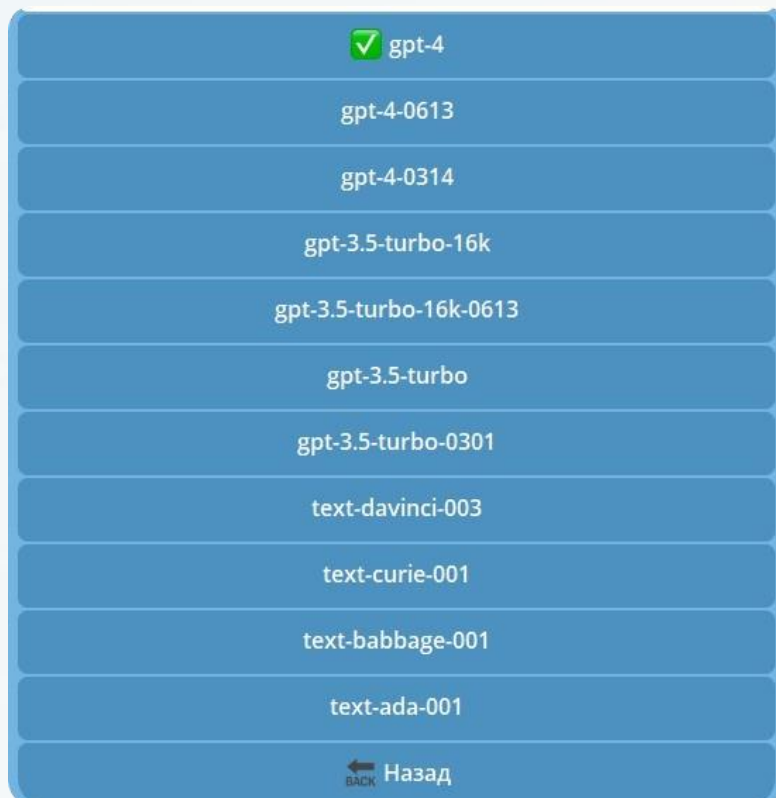 ✅ gpt-4
gpt-4-0613
gpt-4-0314
gpt-3.5-turbo-16k
gpt-3.5-turbo-16k-0613
gpt-3.5-turbo
gpt-3.5-turbo-0301
text-davinci-003
text-curie-001
text-babbage-001
text-ada-001
BACK Назад